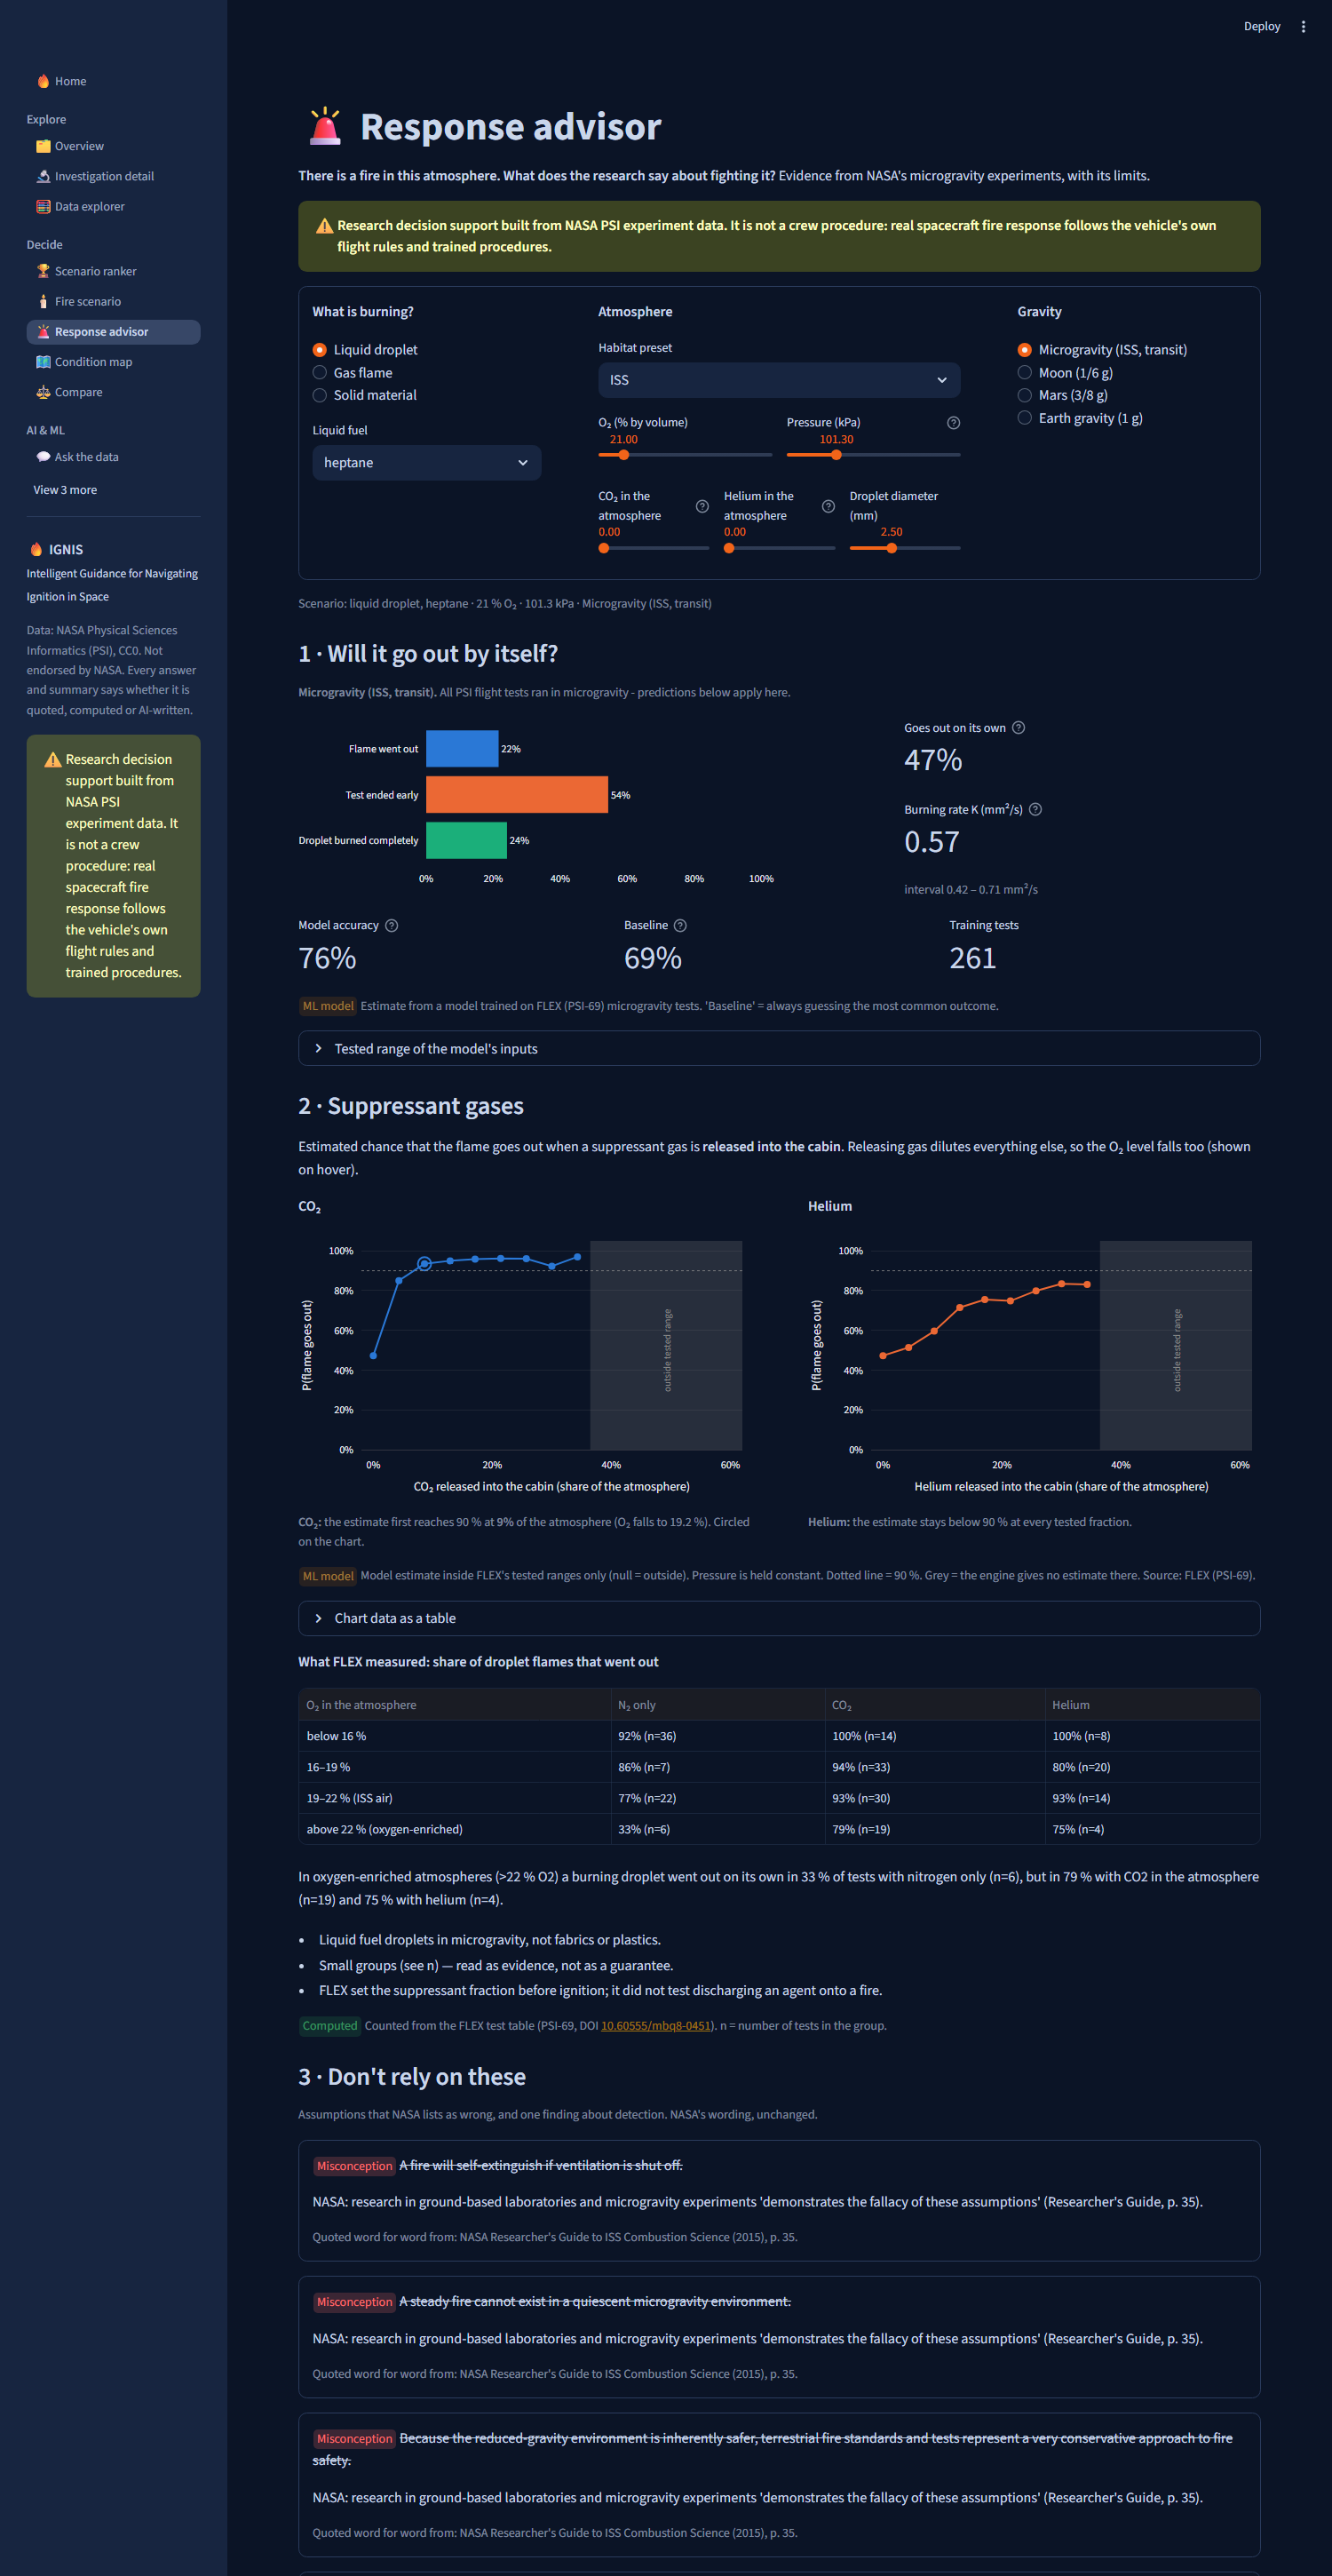 Deploy
Home
Explore
Overview
Investigation detail
Data explorer
Decide
Scenario ranker
Fire scenario
Response advisor
Condition map
Compare
AI & ML
Ask the data
View 3 more
IGNIS
Intelligent Guidance for Navigating
Ignition in Space
Data: NASA Physical Sciences
Informatics (PSI), CC0. Not
endorsed by NASA. Every answer
and summary says whether it is
quoted, computed or AI-written.
Research decision
support built from
NASA PSI
experiment data. It
is not a crew
procedure: real
spacecraft fire
response follows
the vehicle's own
flight rules and
trained procedures.
Response advisor
There is a fire in this atmosphere. What does the research say about fighting it? Evidence from NASA's microgravity experiments, with its limits.
Research decision support built from NASA PSI experiment data. It is not a crew procedure: real spacecraft fire response follows the vehicle's own
flight rules and trained procedures.
What is burning?
Liquid droplet
Gas flame
Solid material
Liquid fuel
heptane
Atmosphere
Habitat preset
ISS
O₂ (% by volume)
21.00
Pressure (kPa)
101.30
CO₂ in the
atmosphere
0.00
Helium in the
atmosphere
0.00
Droplet diameter
(mm)
2.50
Gravity
Microgravity (ISS, transit)
Moon (1/6 g)
Mars (3/8 g)
Earth gravity (1 g)
Scenario: liquid droplet, heptane · 21 % O₂ · 101.3 kPa · Microgravity (ISS, transit)
1 · Will it go out by itself?
Microgravity (ISS, transit). All PSI flight tests ran in microgravity - predictions below apply here.
Flame went out
22%
Test ended early
54%
Droplet burned completely
24%
0% 20% 40% 60% 80% 100%
Goes out on its own
47%
Burning rate K (mm²/s)
0.57
interval 0.42 – 0.71 mm²/s
Model accuracy
76%
Baseline
69%
Training tests
261
ML model Estimate from a model trained on FLEX (PSI-69) microgravity tests. 'Baseline' = always guessing the most common outcome.
Tested range of the model's inputs
2 · Suppressant gases
Estimated chance that the flame goes out when a suppressant gas is released into the cabin. Releasing gas dilutes everything else, so the O₂ level falls too (shown
on hover).
CO₂
100%
80%
60%
40%
20%
0%
P(flame goes out)
outside tested range
0% 20% 40% 60%
CO₂ released into the cabin (share of the atmosphere)
Helium
100%
80%
60%
40%
20%
0%
P(flame goes out)
outside tested range
0% 20% 40% 60%
Helium released into the cabin (share of the atmosphere)
CO₂: the estimate first reaches 90 % at 9% of the atmosphere (O₂ falls to 19.2 %). Circled
on the chart.
Helium: the estimate stays below 90 % at every tested fraction.
ML model Model estimate inside FLEX's tested ranges only (null = outside). Pressure is held constant. Dotted line = 90 %. Grey = the engine gives no estimate there. Source: FLEX (PSI-69).
Chart data as a table
What FLEX measured: share of droplet flames that went out
O₂ in the atmosphere N₂ only CO₂ Helium
below 16 % 92% (n=36) 100% (n=14) 100% (n=8)
16–19 % 86% (n=7) 94% (n=33) 80% (n=20)
19–22 % (ISS air) 77% (n=22) 93% (n=30) 93% (n=14)
above 22 % (oxygen-enriched) 33% (n=6) 79% (n=19) 75% (n=4)
In oxygen-enriched atmospheres (>22 % O2) a burning droplet went out on its own in 33 % of tests with nitrogen only (n=6), but in 79 % with CO2 in the atmosphere
(n=19) and 75 % with helium (n=4).
• Liquid fuel droplets in microgravity, not fabrics or plastics.
• Small groups (see n) — read as evidence, not as a guarantee.
• FLEX set the suppressant fraction before ignition; it did not test discharging an agent onto a fire.
Computed Counted from the FLEX test table (PSI-69, DOI 10.60555/mbq8-0451). n = number of tests in the group.
3 · Don't rely on these
Assumptions that NASA lists as wrong, and one finding about detection. NASA's wording, unchanged.
Misconception A fire will self-extinguish if ventilation is shut off.
NASA: research in ground-based laboratories and microgravity experiments 'demonstrates the fallacy of these assumptions' (Researcher's Guide, p. 35).
Quoted word for word from: NASA Researcher's Guide to ISS Combustion Science (2015), p. 35.
Misconception A steady fire cannot exist in a quiescent microgravity environment.
NASA: research in ground-based laboratories and microgravity experiments 'demonstrates the fallacy of these assumptions' (Researcher's Guide, p. 35).
Quoted word for word from: NASA Researcher's Guide to ISS Combustion Science (2015), p. 35.
Misconception Because the reduced-gravity environment is inherently safer, terrestrial fire standards and tests represent a very conservative approach to fire
safety.
NASA: research in ground-based laboratories and microgravity experiments 'demonstrates the fallacy of these assumptions' (Researcher's Guide, p. 35).
Quoted word for word from: NASA Researcher's Guide to ISS Combustion Science (2015), p. 35.